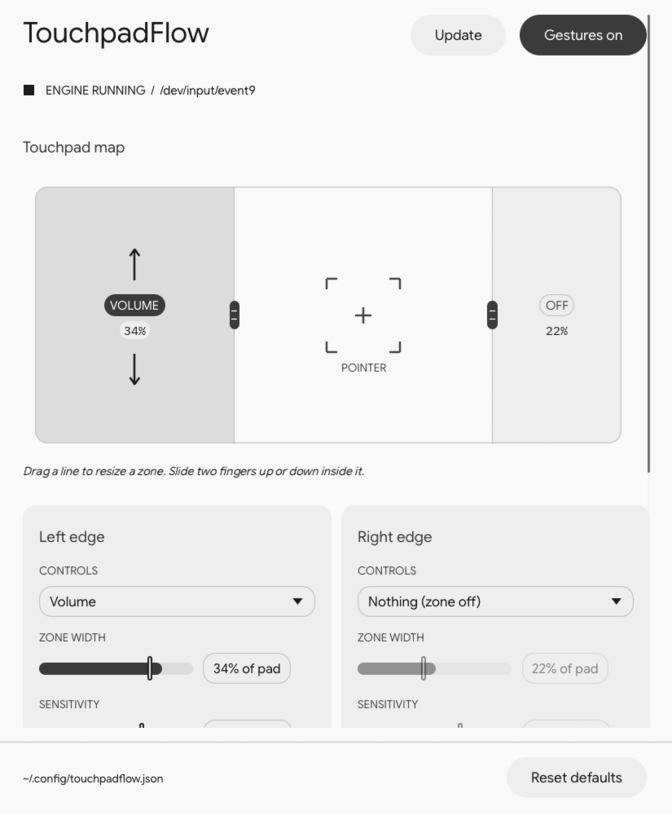 TouchpadFlow
Update
Gestures on
ENGINE RUNNING / /dev/input/event9
Touchpad map
VOLUME
34%
POINTER
OFF
22%
Drag a line to resize a zone. Slide two fingers up or down inside it.
Left edge
CONTROLS
Volume
ZONE WIDTH
34% of pad
SENSITIVITY
Right edge
CONTROLS
Nothing (zone off)
ZONE WIDTH
22% of pad
SENSITIVITY
~/.config/touchpadflow.json
Reset defaults